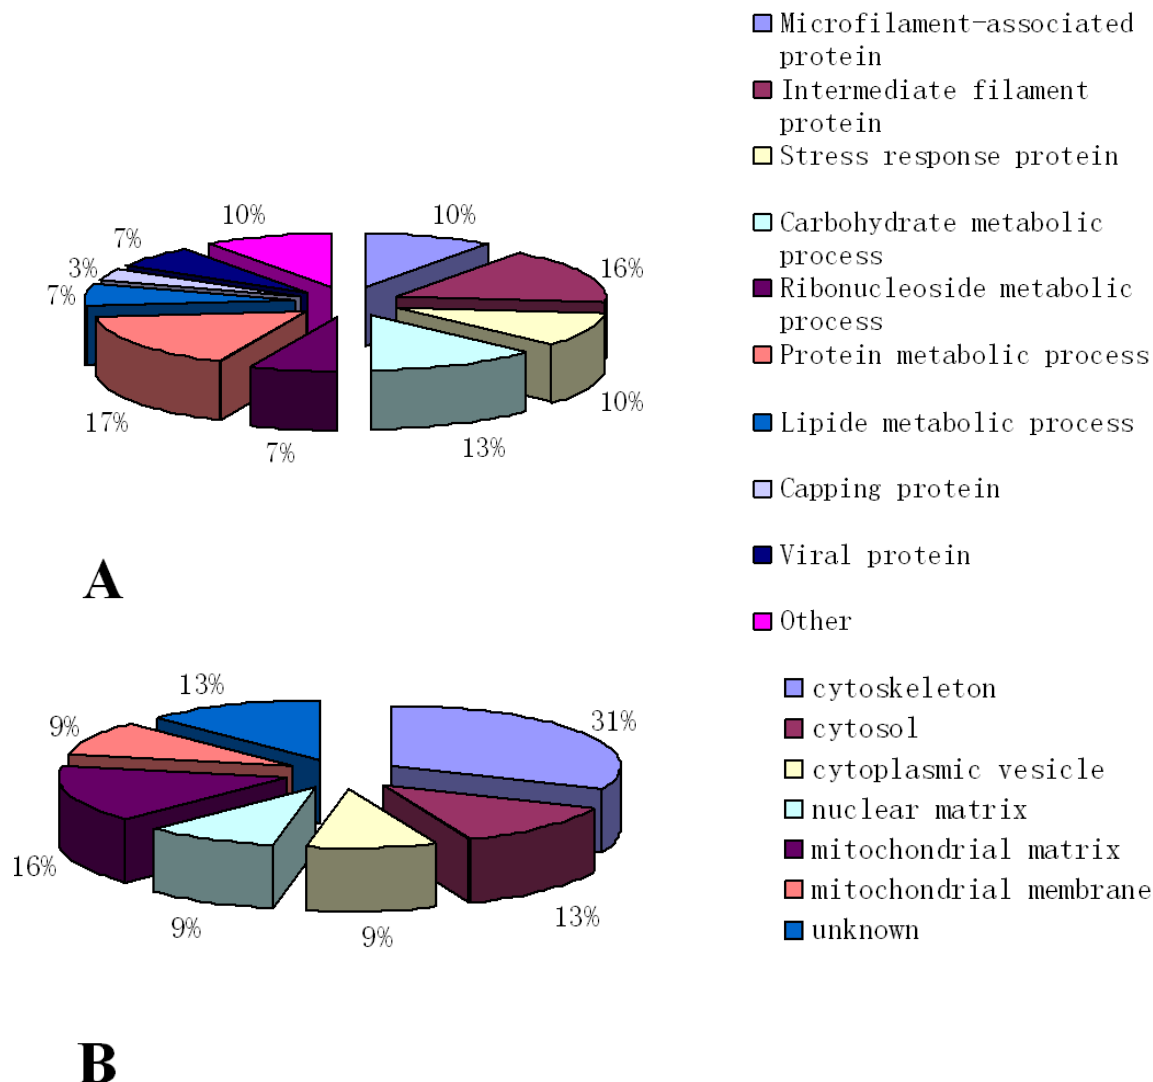 Microfilament-associated
protein
Intermediate filament
protein
Stress response protein
Carbohydrate metabolic
process
Ribonucleoside metabolic
process
Protein metabolic process
Lipide metabolic process
Capping protein
Viral protein
Other
10%
10%
7%
16%
3%
7%
10%
17%
13%
7%
A
cytoskeleton
cytosol
cytoplasmic vesicle
nuclear matrix
mitochondrial matrix
mitochondrial membrane
unknown
13%
31%
9%
16%
13%
9%
9%
B